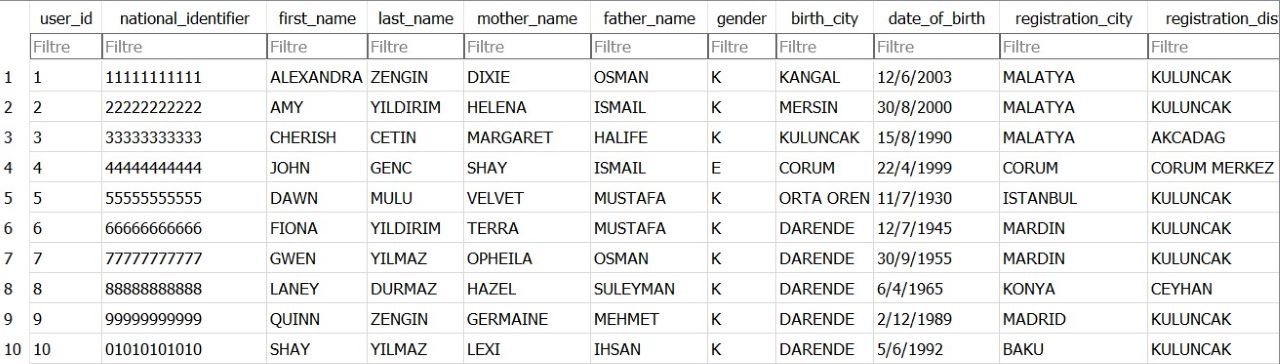 user_id national_identifier first_name last_name mother_name father_name gender birth_city date_of_birth registration_city registration_dis
Filtre Filtre Filtre Filtre Filtre Filtre Filtre Filtre Filtre Filtre Filtre
1 1 11111111111 ALEXANDRA ZENGIN DIXIE OSMAN K KANGAL 12/6/2003 MALATYA KULUNCAK
2 2 22222222222 AMY YILDIRIM HELENA ISMAIL K MERSIN 30/8/2000 MALATYA KULUNCAK
3 3 33333333333 CHERISH CETIN MARGARET HALIFE K KULUNCAK 15/8/1990 MALATYA AKCADAG
4 4 44444444444 JOHN GENC SHAY ISMAIL E CORUM 22/4/1999 CORUM CORUM MERKEZ
5 5 55555555555 DAWN MULU VELVET MUSTAFA K ORTA OREN 11/7/1930 ISTANBUL KULUNCAK
6 6 66666666666 FIONA YILDIRIM TERRA MUSTAFA K DARENDE 12/7/1945 MARDIN KULUNCAK
7 7 77777777777 GWEN YILMAZ OPHEILA OSMAN K DARENDE 30/9/1955 MARDIN KULUNCAK
8 8 88888888888 LANEY DURMAZ HAZEL SULEYMAN K DARENDE 6/4/1965 KONYA CEYHAN
9 9 99999999999 QUINN ZENGIN GERMAINE MEHMET K DARENDE 2/12/1989 MADRID KULUNCAK
10 10 01010101010 SHAY YILMAZ LEXI IHSAN K DARENDE 5/6/1992 BAKU KULUNCAK